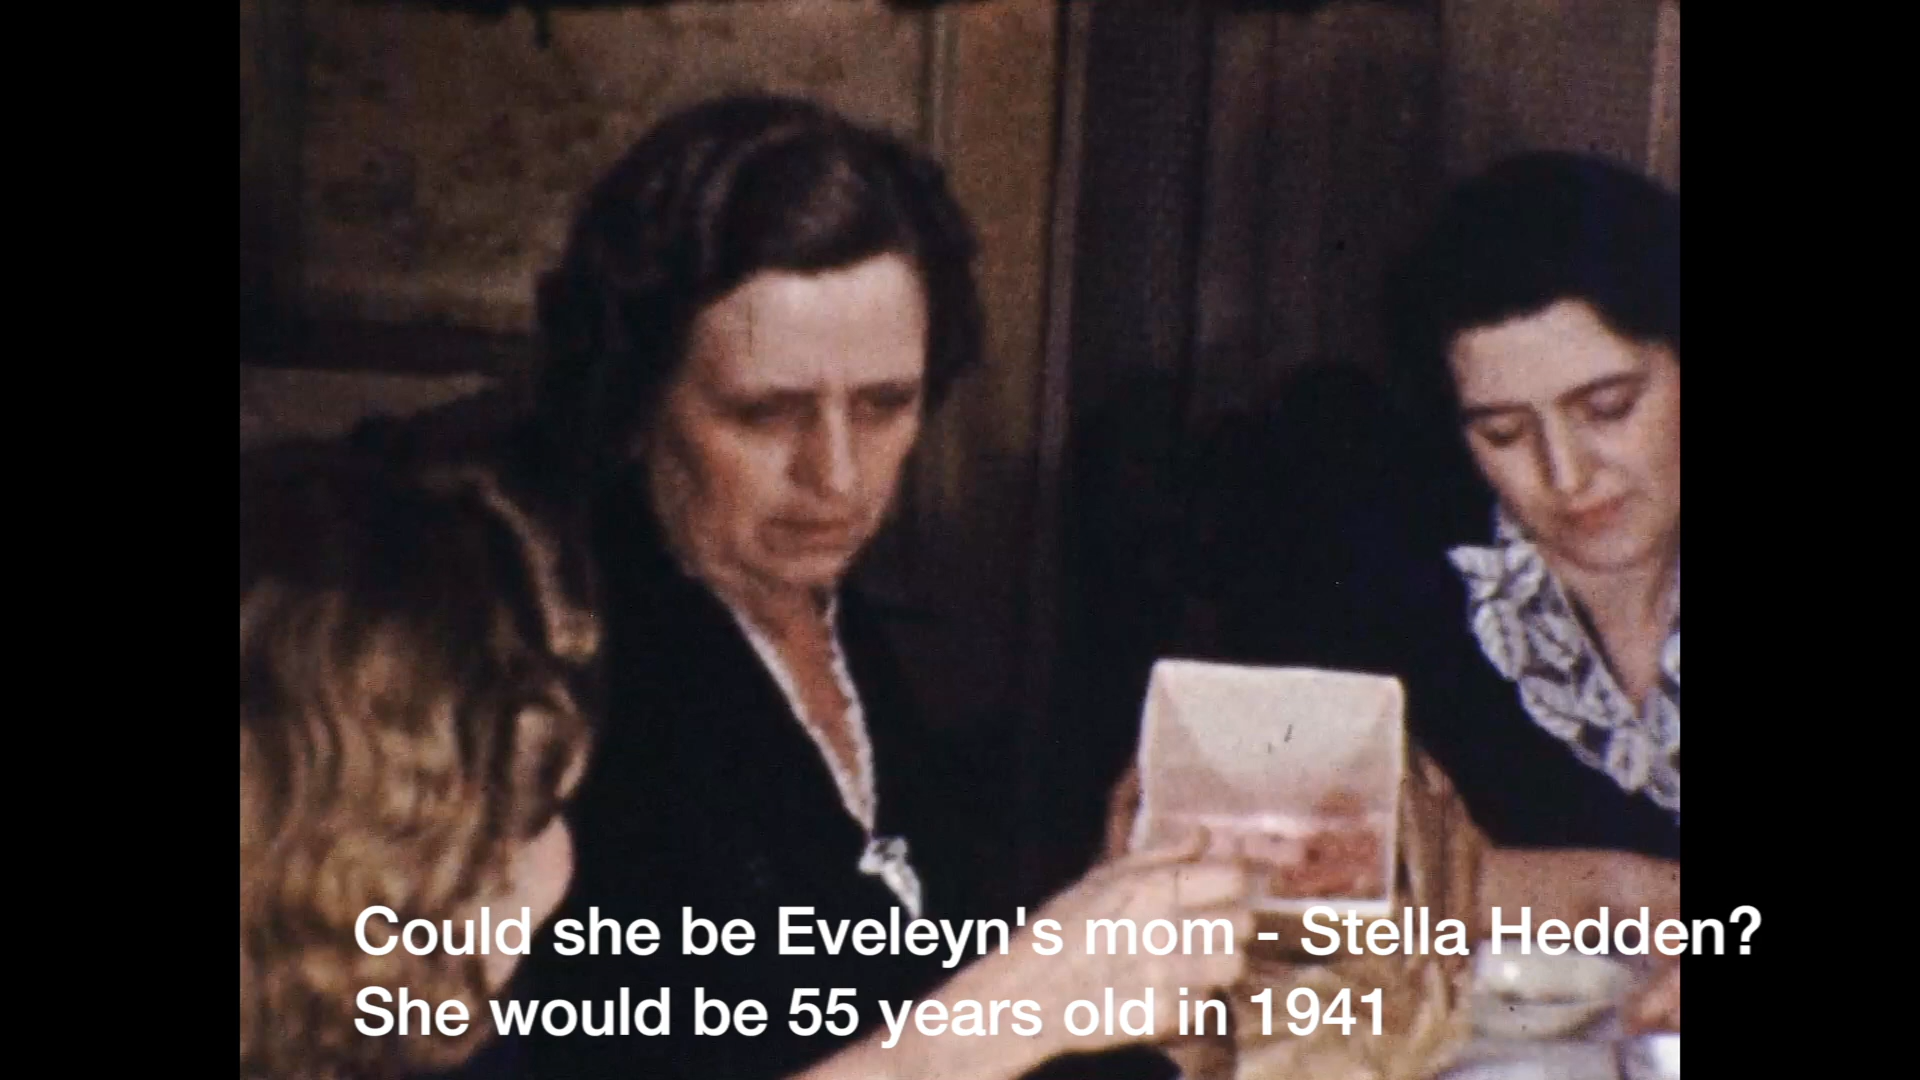 Could she be Eveleyn's mom - Stella Hedden?
She would be 55 years old in 1941